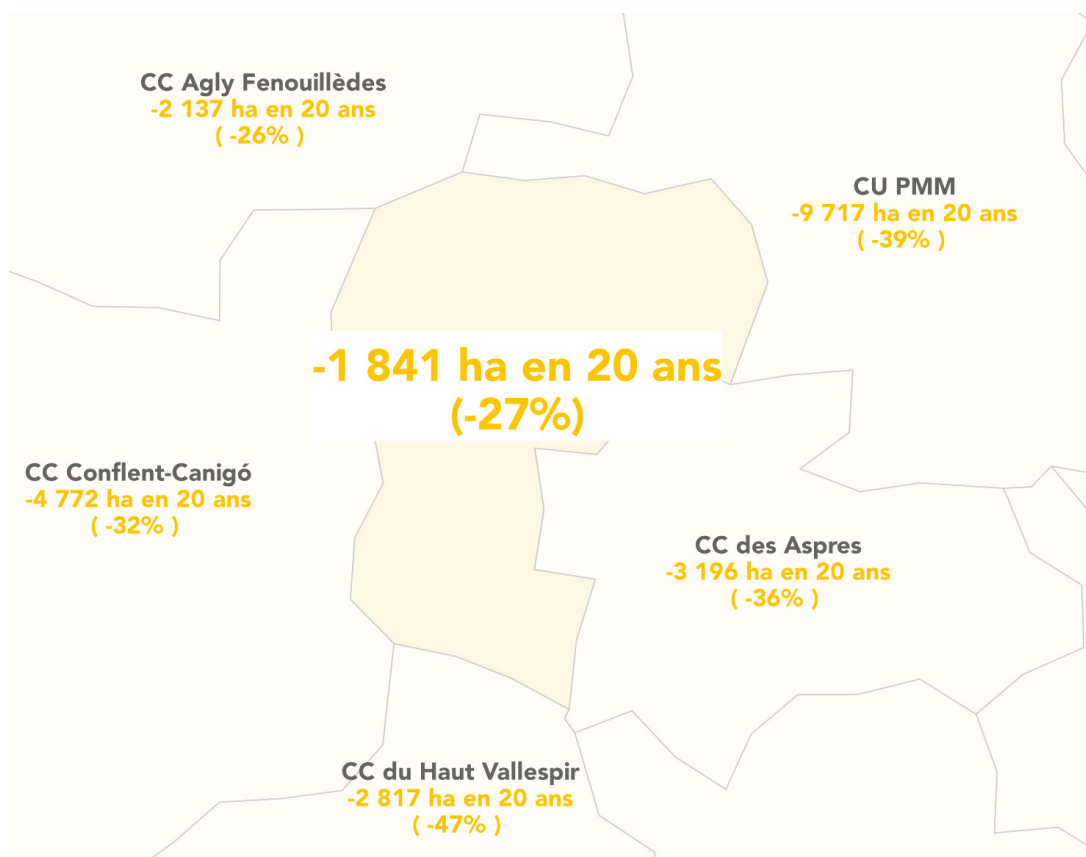 CC Agly Fenouillèdes
-2 137 ha en 20 ans
( -26% )
CU PMM
-9 717 ha en 20 ans
( -39% )
-1 841 ha en 20 ans
(-27%)
CC Conflent-Canigó
-4 772 ha en 20 ans
( -32% )
CC des Aspres
-3 196 ha en 20 ans
( -36% )
CC du Haut Vallespir
-2 817 ha en 20 ans
( -47% )